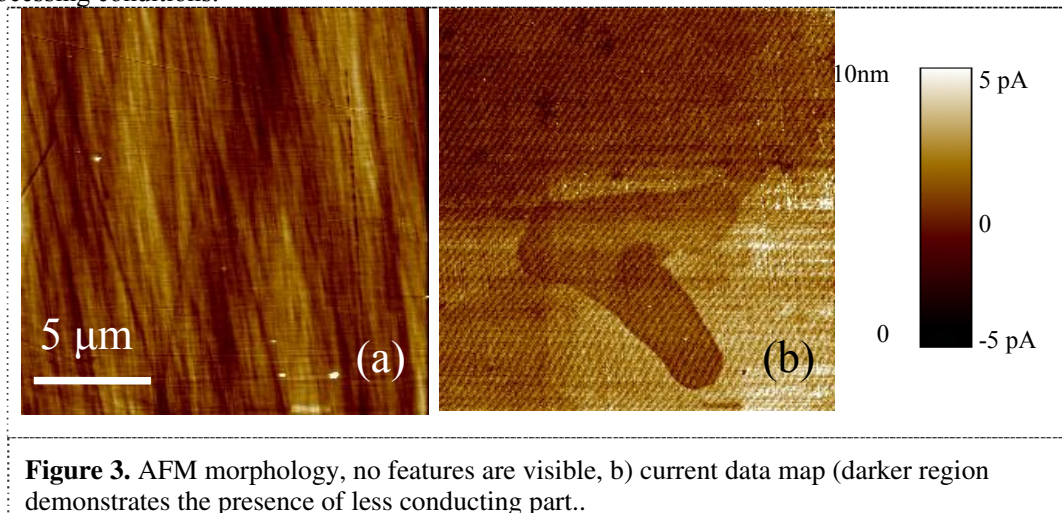 5 μm
(a)
(b)
10nm
0
5 pA
0
-5 pA
Figure 3. AFM morphology, no features are visible, b) current data map (darker region
demonstrates the presence of less conducting part..